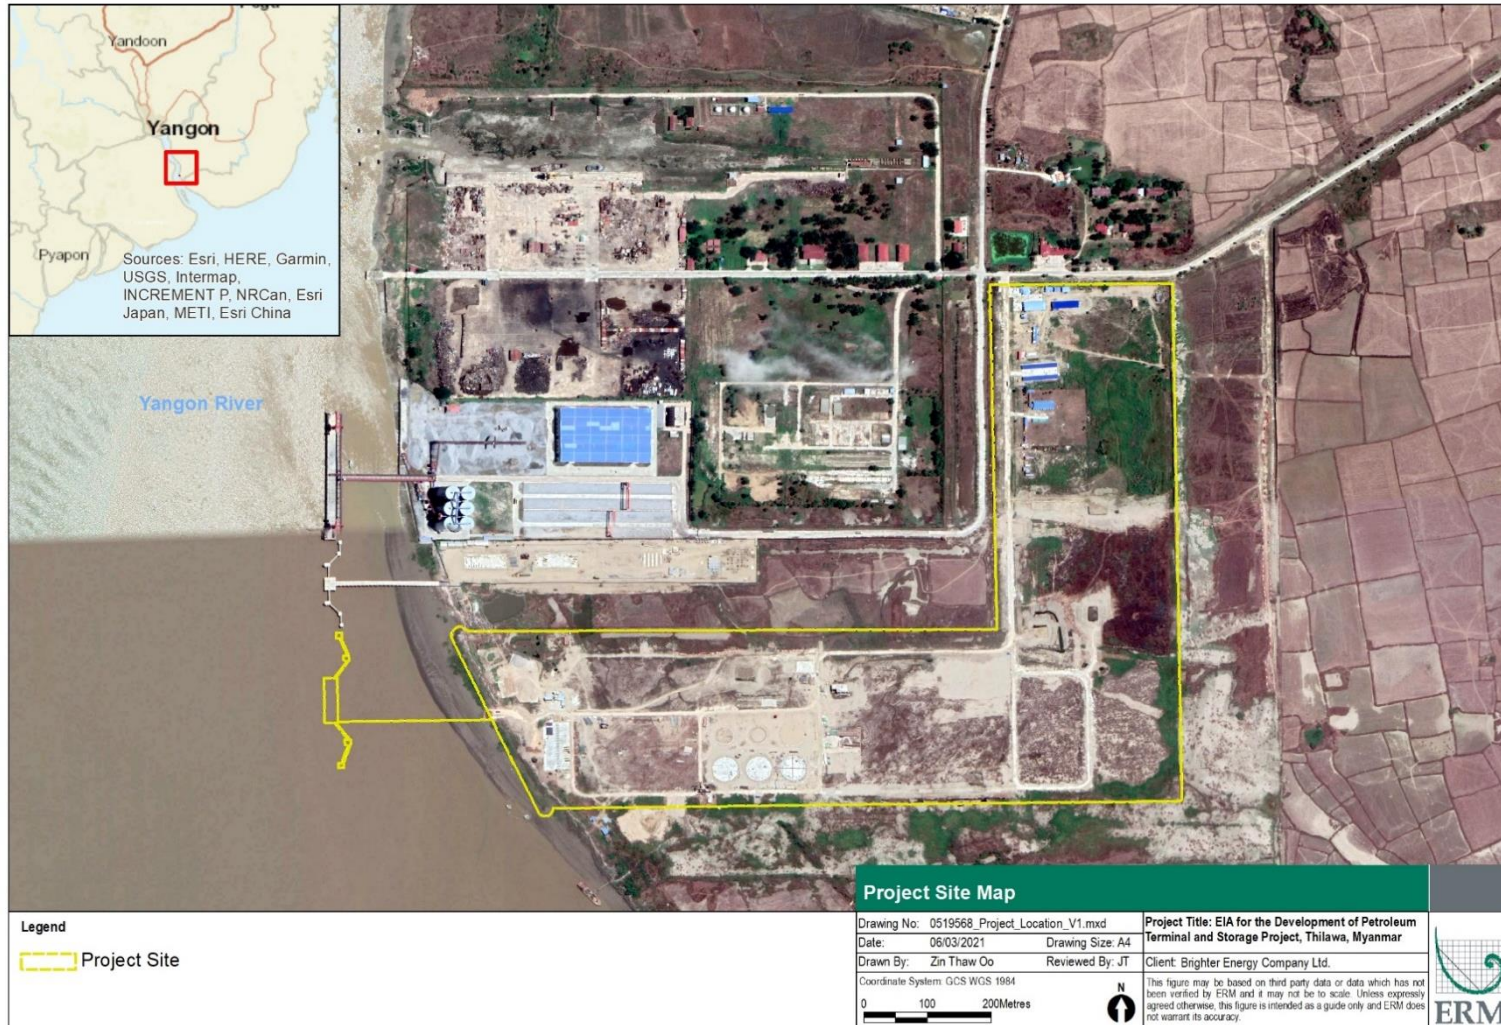 Yandoon
Yangon
Pyapon
Sources: Esri, HERE, Garmin,
USGS, Intermap,
INCREMENT P, NRCan, Esri
Japan, METI, Esri China
Yangon River
Legend
Project Site
Project Site Map
Drawing No: 0519568_Project_Location_V1.mxd
Date: 06/03/2021 Drawing Size: A4
Drawn By: Zin Thaw Oo Reviewed By: JT
Coordinate System: GCS WGS 1984
0 100 200Metres
N
Project Title: EIA for the Development of Petroleum
Terminal and Storage Project, Thilawa, Myanmar
Client: Brighter Energy Company Ltd.
This figure may be based on third party data or data which has not
been verified by ERM and it may not be to scale. Unless expressly
agreed otherwise, this figure is intended as a guide only and ERM does
not warrant its accuracy.
ERM